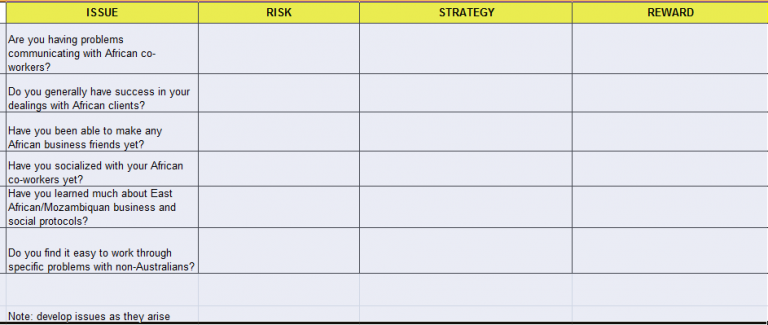 ISSUE RISK STRATEGY REWARD
Are you having problems
communicating with African co-
workers?
Do you generally have success in your
dealings with African clients?
Have you been able to make any
African business friends yet?
Have you socialized with your African
co-workers yet?
Have you learned much about East
African/Mozambiquan business and
social protocols?
Do you find it easy to work through
specific problems with non-Australians?
Note: develop issues as they arise